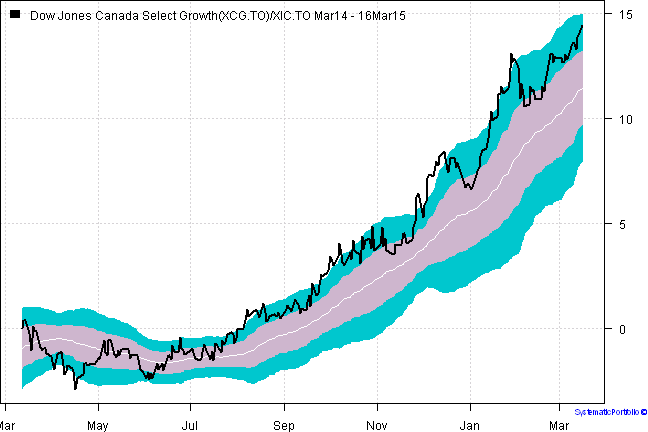 Dow Jones Canada Select Growth(XCG.TO)/XIC.TO Mar14 - 16Mar15
15
10
5
0
Mar May Jul Sep Nov Jan Mar
SystematicPortfolio ©